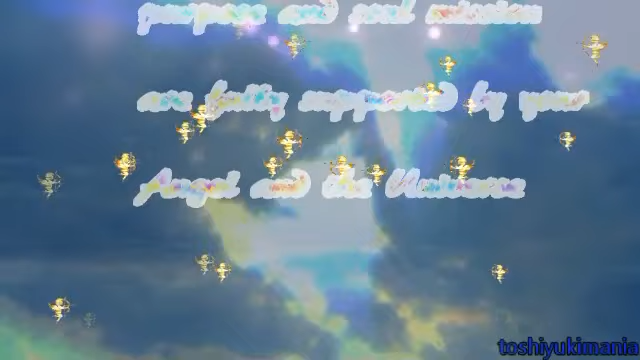 purpose and soul mission
are fully supported by your
Angel and the Universe
toshiyukimania